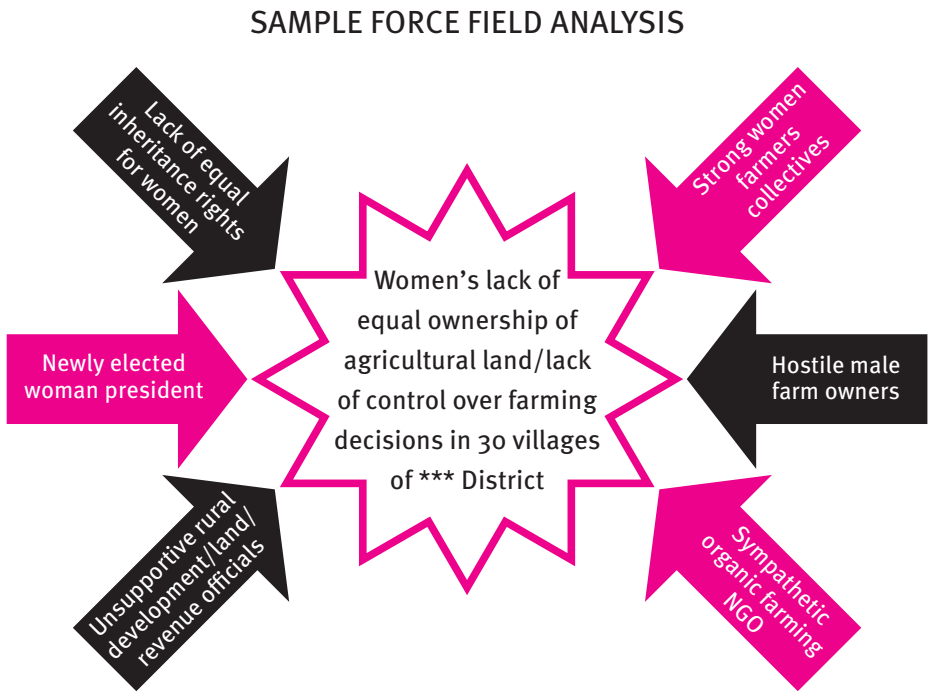 SAMPLE FORCE FIELD ANALYSIS
Lack of equal
inheritance rights
for women
Strong women
farmers
collectives
Newly elected
woman president
Women’s lack of
equal ownership of
agricultural land/lack
of control over farming
decisions in 30 villages
of *** District
Hostile male
farm owners
Unsupportive rural
development/land/
revenue officials
Sympathetic
organic farming
NGO